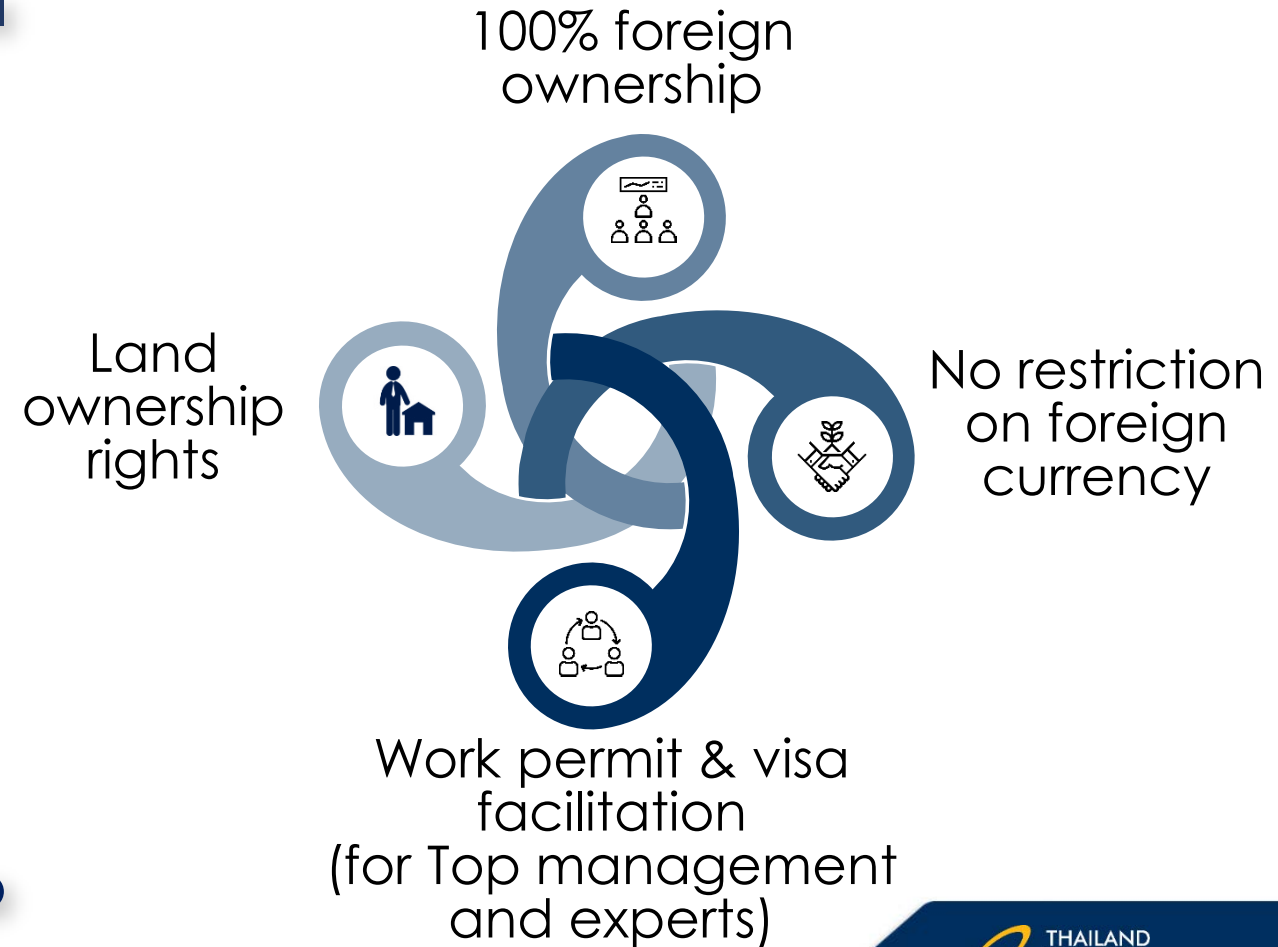 100% foreign
ownership
Land
ownership
rights
No restriction
on foreign
currency
Work permit & visa
facilitation
(for Top management
and experts)
THAILAND